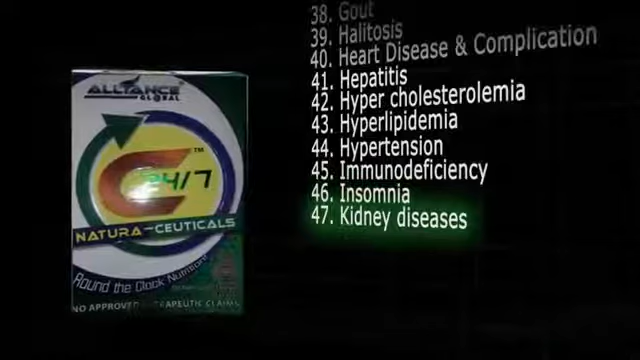 ALLIANCE
GLOBAL
C 24/7
TM
NATURA-CEUTICALS
Round the Clock Nutrition!
NO APPROVED THERAPEUTIC CLAIMS
38. Gout
39. Halitosis
40. Heart Disease & Complication
41. Hepatitis
42. Hyper cholesterolemia
43. Hyperlipidemia
44. Hypertension
45. Immunodeficiency
46. Insomnia
47. Kidney diseases